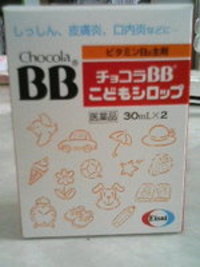 しっしん、皮膚炎、口内炎などに…
ビタミンB₂主剤
Chocola®
BB
チョコラBB®
こどもシロップ
医薬品 30mL×2
Eisai